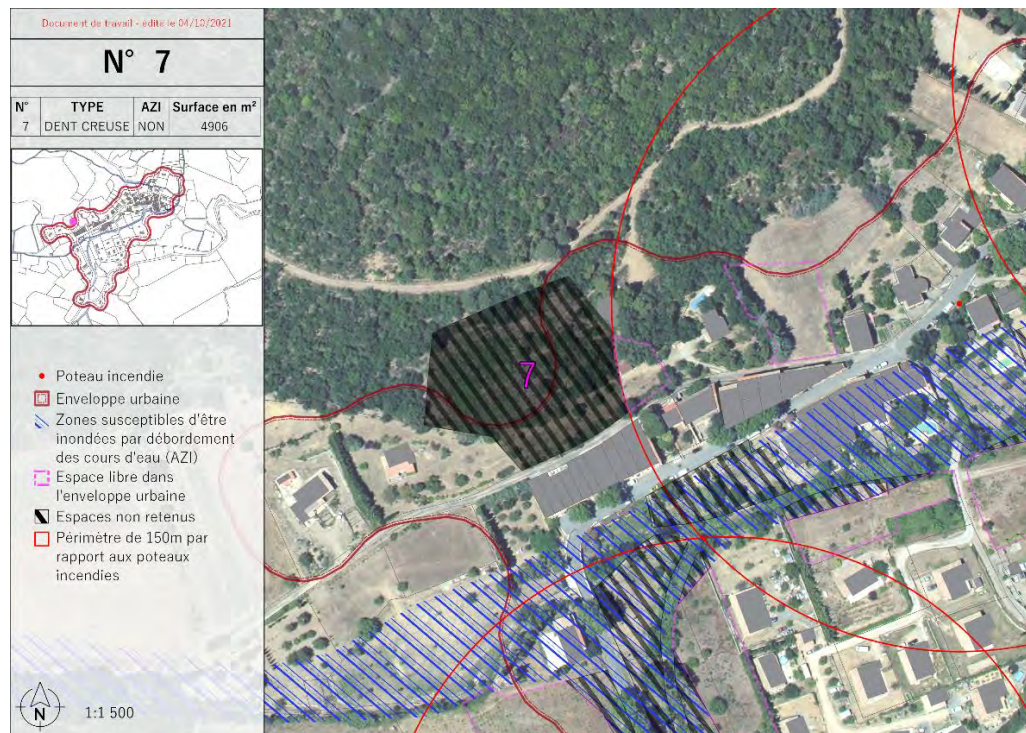 Document de travail - édité le 04/10/2021
N° 7
N° TYPE AZI Surface en m²
7 DENT CREUSE NON 4906
7
Poteau incendie
Enveloppe urbaine
Zones susceptibles d'être
inondées par débordement
des cours d'eau (AZI)
Espace libre dans
l'enveloppe urbaine
Espaces non retenus
Périmètre de 150m par
rapport aux poteaux
incendies
N
1:1 500